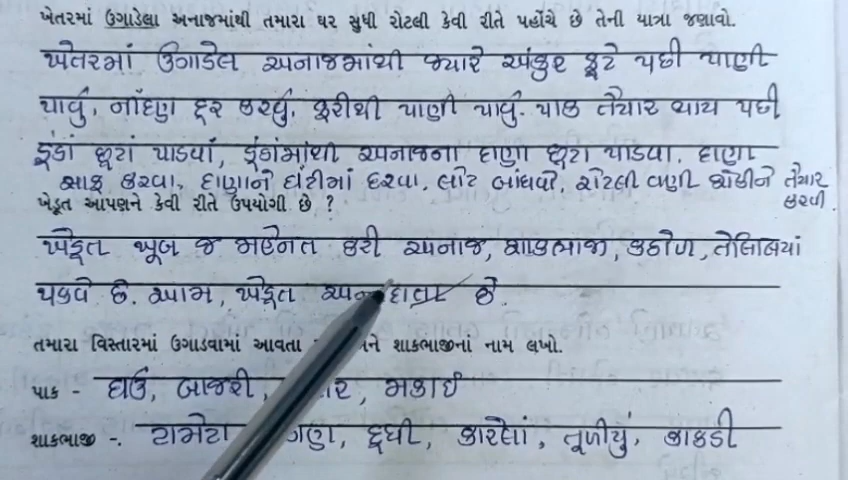 ખેતરમાં ઉગાડેલા અનાજમાંથી તમારા ઘર સુધી રોટલી કેવી રીતે પહોંચે છે તેની યાત્રા જણાવો.
ખેતરમાં ઉગાડેલ અનાજમાંથી જ્યારે અંકુર ફૂટે પછી પાણી
પાવું, નીંદણ દૂર કરવું, ફરીથી પાણી પાવું. પાક તૈયાર થાય પછી
ડૂંડાં છૂટાં પાડવાં, ડૂંડાંમાંથી અનાજના દાણા છૂટા પાડવા. દાણા
સાફ કરવા, દાણાને ઘંટીમાં દરવા, લોટ બાંધવો, રોટલી વણી શેકીને તૈયાર
કરવી.
ખેડૂત આપણને કેવી રીતે ઉપયોગી છે ?
ખેડૂત ખૂબ જ મહેનત કરી અનાજ, શાકભાજી, કઠોળ, તેલિબિયાં
પકવે છે. આમ, ખેડૂત છે.
તમારા વિસ્તારમાં ઉગાડવામાં આવતા શાકભાજીનાં નામ લખો.
પાક - ઘઉં, બાજરી, મકાઈ
શાકભાજી -. ટામેટા દૂધી, કારેલાં, તૂરીયું, કાકડી